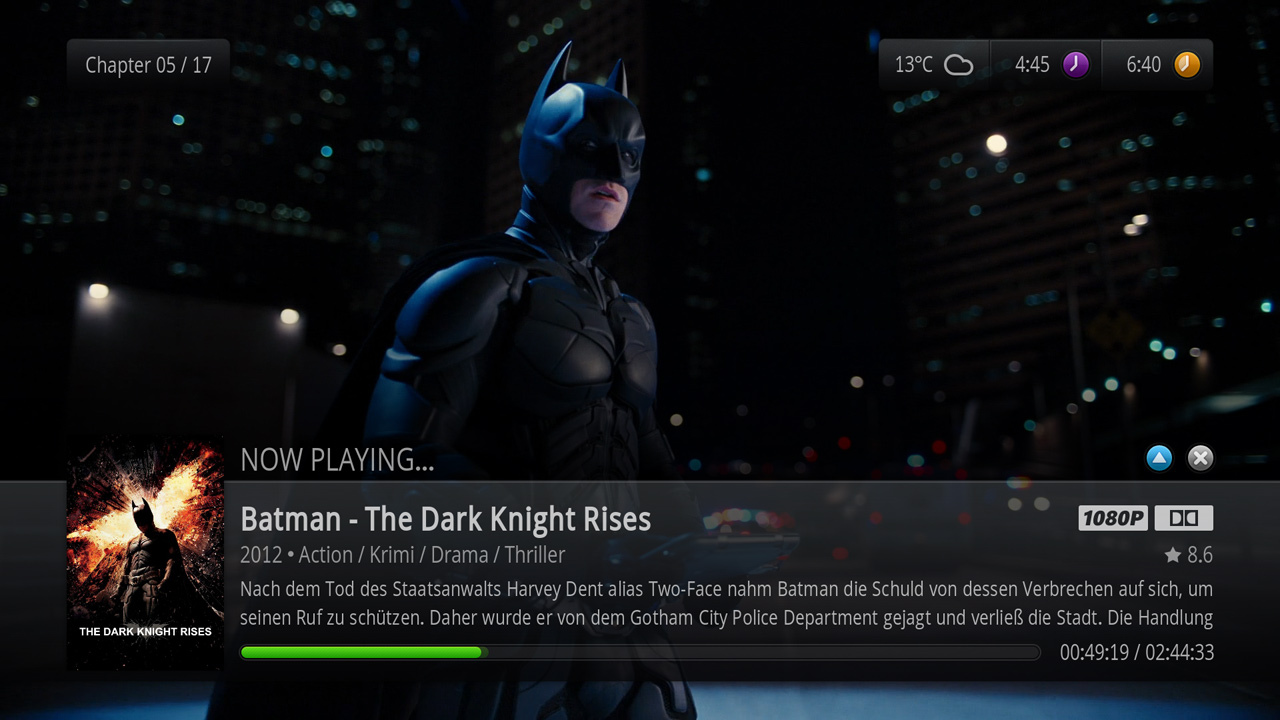 Chapter 05 / 17
13°C 4:45 6:40
NOW PLAYING...
Batman - The Dark Knight Rises
1080P
2012 • Action / Krimi / Drama / Thriller
8.6
Nach dem Tod des Staatsanwalts Harvey Dent alias Two-Face nahm Batman die Schuld von dessen Verbrechen auf sich, um
seinen Ruf zu schützen. Daher wurde er von dem Gotham City Police Department gejagt und verließ die Stadt. Die Handlung
THE DARK KNIGHT RISES
00:49:19 / 02:44:33